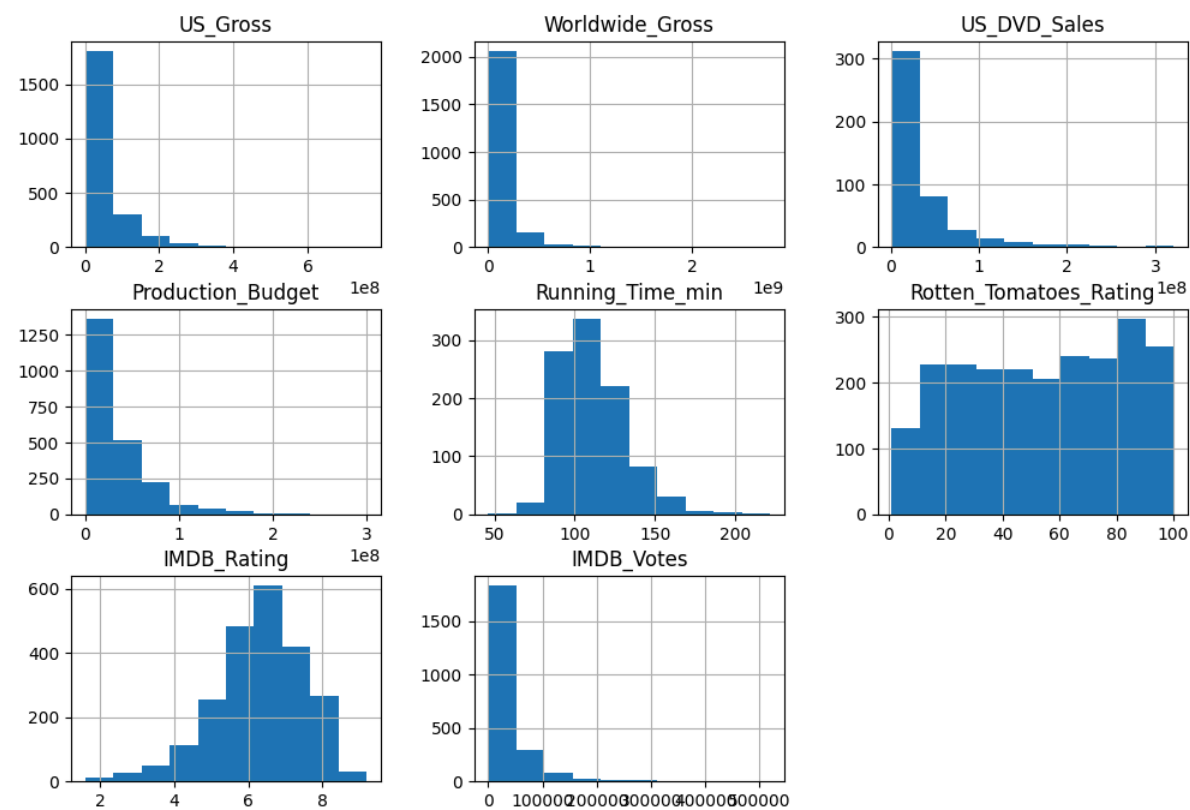 US_Gross
1500
1000
500
0
0 2 4 6
1e8
Worldwide_Gross
2000
1500
1000
500
0
0 1 2
1e9
US_DVD_Sales
300
200
100
0
0 1 2 3
1e8
Production_Budget
1250
1000
750
500
250
0
0 1 2 3
1e8
Running_Time_min
300
200
100
0
50 100 150 200
Rotten_Tomatoes_Rating
300
200
100
0
0 20 40 60 80 100
IMDB_Rating
600
400
200
0
2 4 6 8
IMDB_Votes
1500
1000
500
0
0 100000 200000 300000 400000 500000